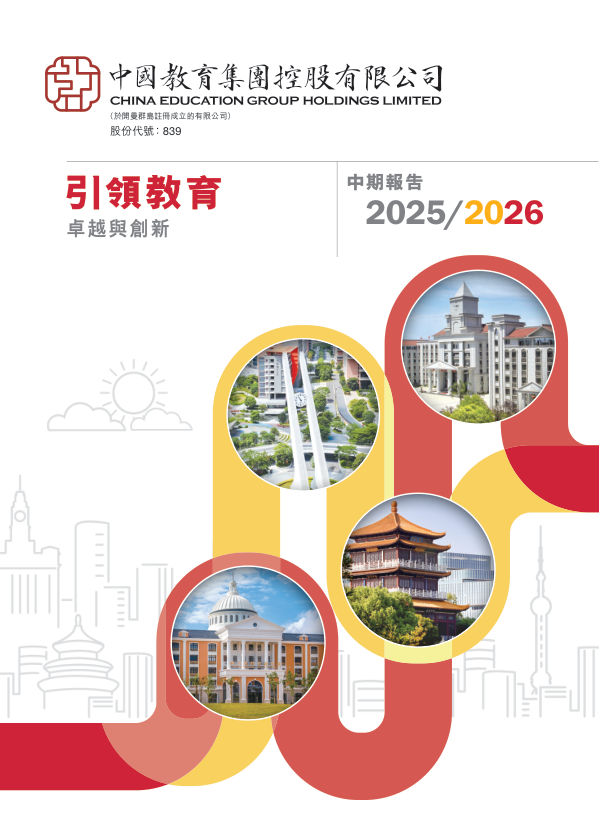 中國教育集團控股有限公司
CHINA EDUCATION GROUP HOLDINGS LIMITED
(於開曼群島註冊成立的有限公司)
股份代號：839
引領教育
卓越與創新
中期報告
2025/2026